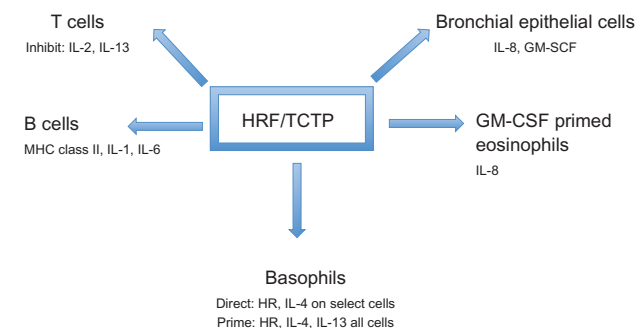 T cells
Inhibit: IL-2, IL-13
Bronchial epithelial cells
IL-8, GM-SCF
B cells
MHC class II, IL-1, IL-6
HRF/TCTP
GM-CSF primed
eosinophils
IL-8
Basophils
Direct: HR, IL-4 on select cells
Prime: HR, IL-4, IL-13 all cells